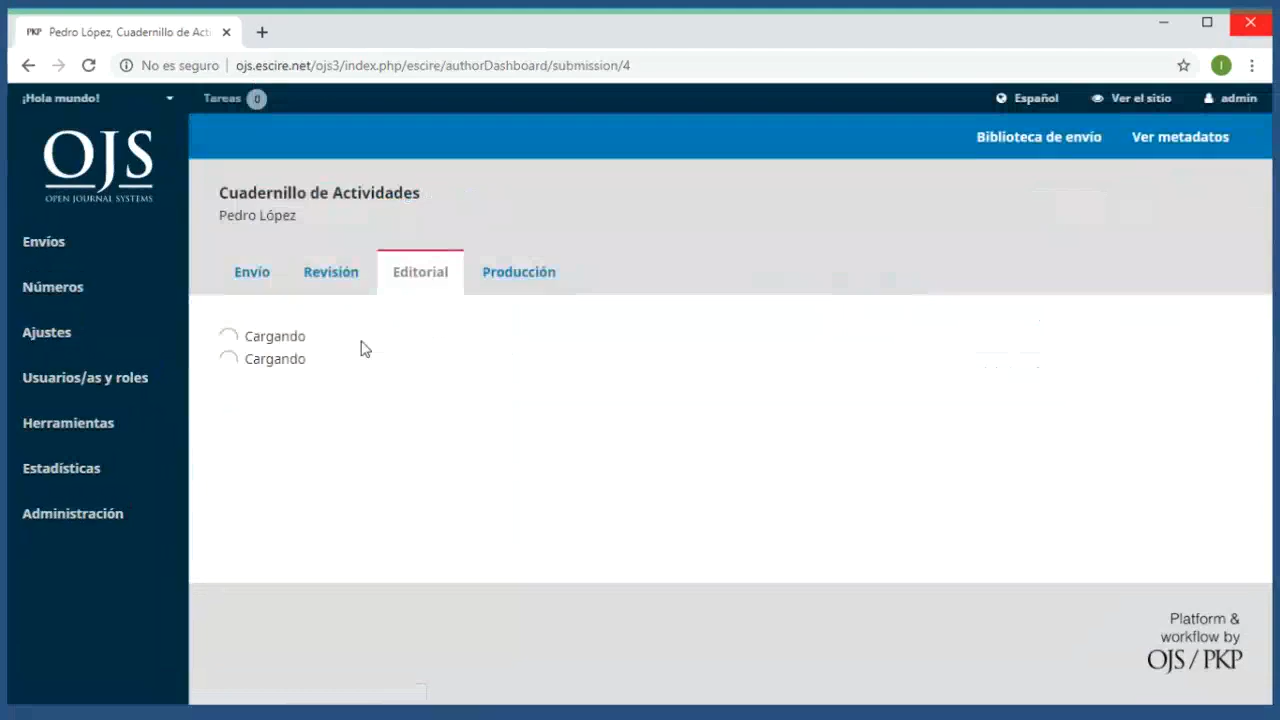 PKP Pedro López, Cuadernillo de Act
No es seguro ojs.escire.net/ojs3/index.php/escire/authorDashboard/submission/4
¡Hola mundo! Tareas 0 Español Ver el sitio admin
Biblioteca de envío Ver metadatos
OJS
OPEN JOURNAL SYSTEMS
Envíos
Números
Ajustes
Usuarios/as y roles
Herramientas
Estadísticas
Administración
Cuadernillo de Actividades
Pedro López
Envío Revisión Editorial Producción
Cargando
Cargando
Platform &
workflow by
OJS / PKP